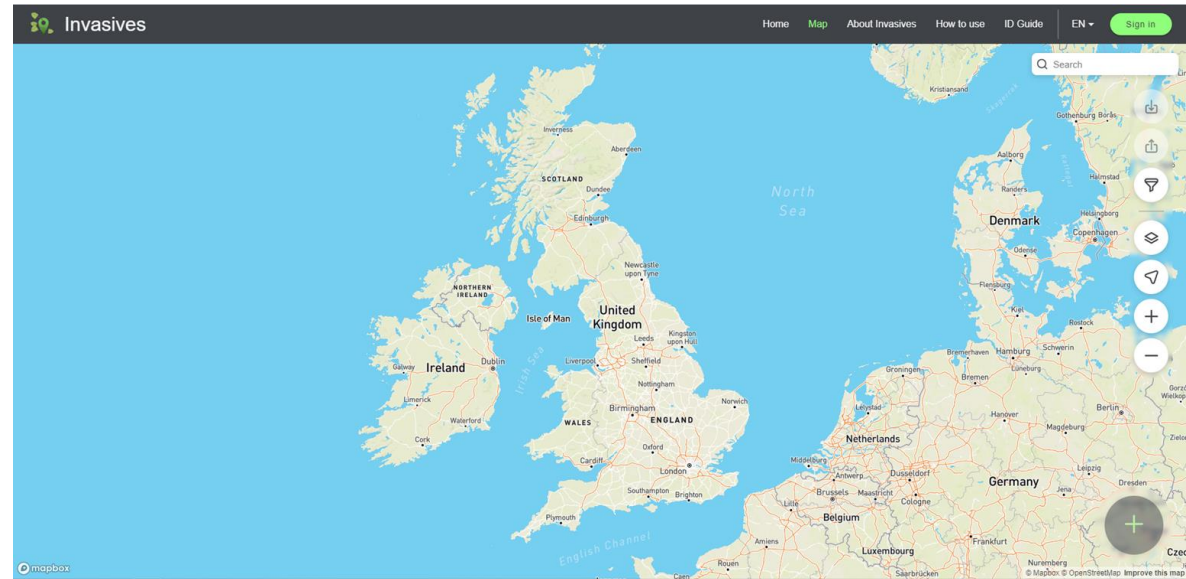 Invasives
Home Map About Invasives How to use ID Guide EN Sign in
Search
Kristiansand
Skagerrak
Gothenburg Borås
Inverness
Aberdeen
Aalborg
Kattegat
SCOTLAND
Dundee
Randers
Halmstad
North
Sea
Edinburgh
Denmark
Helsingborg
Copenhagen
Odense
Newcastle
upon Tyne
Flensburg
NORTHERN
IRELAND
Kiel
Isle of Man
United
Kingdom
Rostock
Leeds
Kingston
upon Hull
Irish Sea
Dublin
Liverpool
Sheffield
Bremerhaven Hamburg Schwerin
Galway
Ireland
Groningen
Lüneburg
Bremen
Nottingham
Limerick
Norwich
Birmingham
Lelystad
Berlin
Waterford
WALES
ENGLAND
Hanover
Magdeburg
Cork
Netherlands
Oxford
Cardiff
London
Middelburg
Antwerp
Dusseldorf
Leipzig
Germany
Jena
Dresden
Southampton Brighton
Brussels Maastricht
Cologne
Lille
Plymouth
Belgium
English Channel
Amiens
Frankfurt
Luxembourg
Rouen
Nuremberg
Caen
Saarbrücken
mapbox
© Mapbox © OpenStreetMap Improve this map